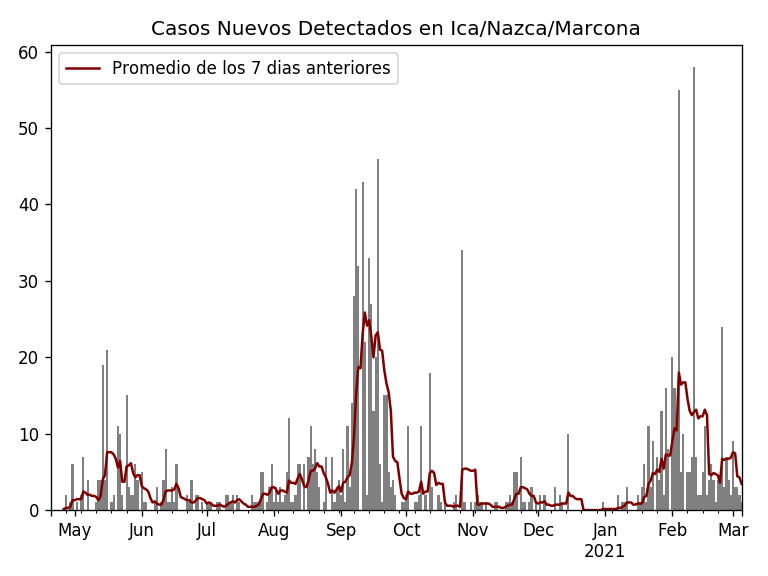 Casos Nuevos Detectados en Ica/Nazca/Marcona
Promedio de los 7 dias anteriores
60
50
40
30
20
10
0
May Jun Jul Aug Sep Oct Nov Dec Jan Feb Mar
2021